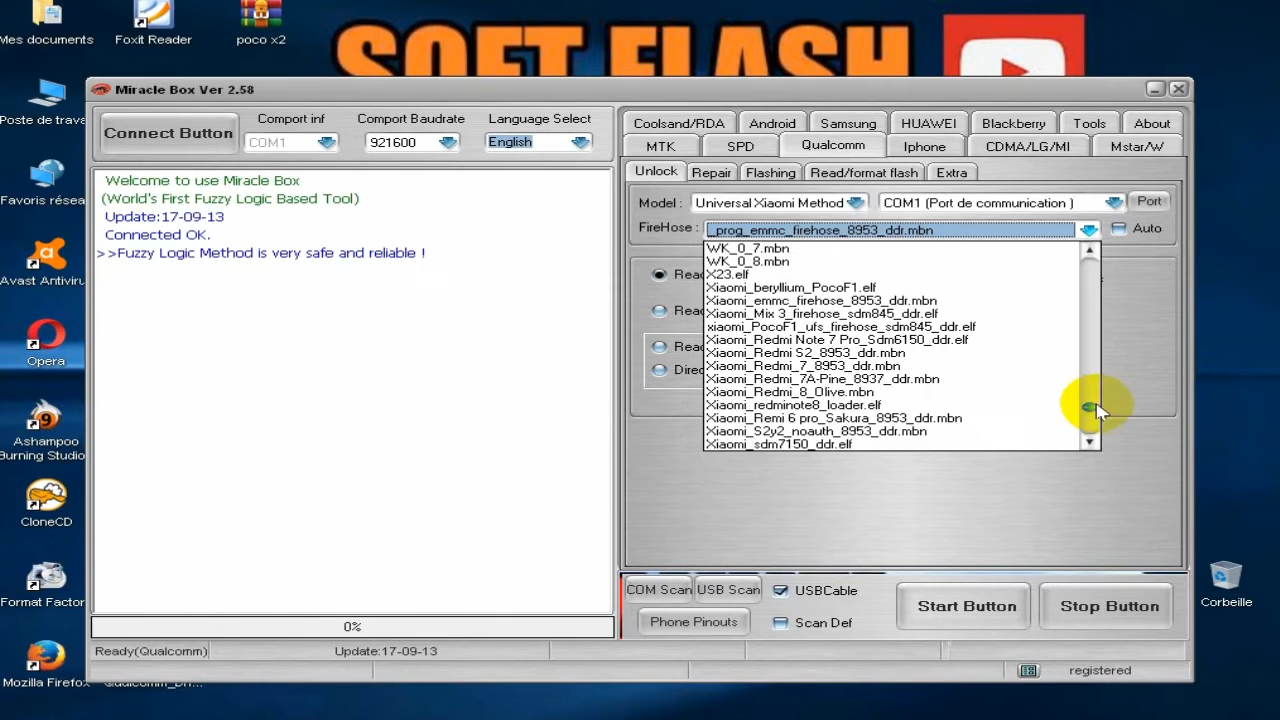 Mes documents
Foxit Reader
poco x2
SOFT FLASH
Poste de trava
Favoris résea
Avast Antiviru
Opera
Ashampoo
Burning Studio
CloneCD
Format Factor
Mozilla Firefox
Corbeille
Miracle Box Ver 2.58
Connect Button
Comport inf
COM1
Comport Baudrate
921600
Language Select
English
Welcome to use Miracle Box
(World's First Fuzzy Logic Based Tool)
Update:17-09-13
Connected OK.
>>Fuzzy Logic Method is very safe and reliable !
0%
Ready(Qualcomm)
Update:17-09-13
Coolsand/RDA
Android
Samsung
HUAWEI
Blackberry
Tools
About
MTK
SPD
Qualcomm
Iphone
CDMA/LG/MI
Mstar/W
Unlock
Repair
Flashing
Read/format flash
Extra
Model :
Universal Xiaomi Method
COM1 (Port de communication )
Port
FireHose :
_prog_emmc_firehose_8953_ddr.mbn
Auto
WK_0_7.mbn
WK_0_8.mbn
X23.elf
Xiaomi_beryllium_PocoF1.elf
Xiaomi_emmc_firehose_8953_ddr.mbn
Xiaomi_Mix 3_firehose_sdm845_ddr.elf
xiaomi_PocoF1_ufs_firehose_sdm845_ddr.elf
Xiaomi_Redmi Note 7 Pro_Sdm6150_ddr.elf
Xiaomi_Redmi S2_8953_ddr.mbn
Xiaomi_Redmi_7_8953_ddr.mbn
Xiaomi_Redmi_7A-Pine_8937_ddr.mbn
Xiaomi_Redmi_8_Olive.mbn
Xiaomi_redminote8_loader.elf
Xiaomi_Remi 6 pro_Sakura_8953_ddr.mbn
Xiaomi_S2y2_noauth_8953_ddr.mbn
Xiaomi_sdm7150_ddr.elf
Rea
Rea
Rea
Direc
COM Scan
USB Scan
USBCable
Phone Pinouts
Scan Def
Start Button
Stop Button
registered